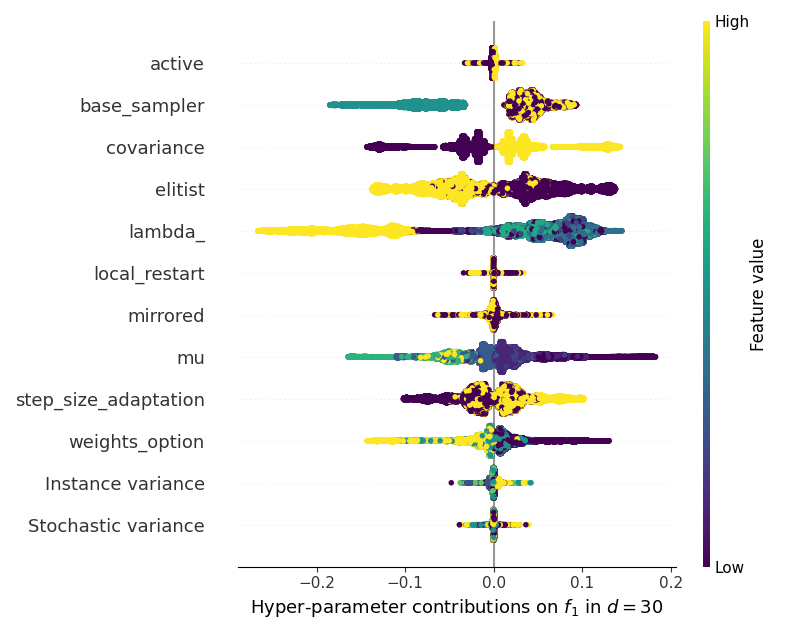 High
active
base_sampler
covariance
elitist
lambda_
local_restart
mirrored
mu
step_size_adaptation
weights_option
Instance variance
Stochastic variance
Feature value
Low
−0.2 −0.1 0.0 0.1 0.2
Hyper-parameter contributions on f₁ in d = 30